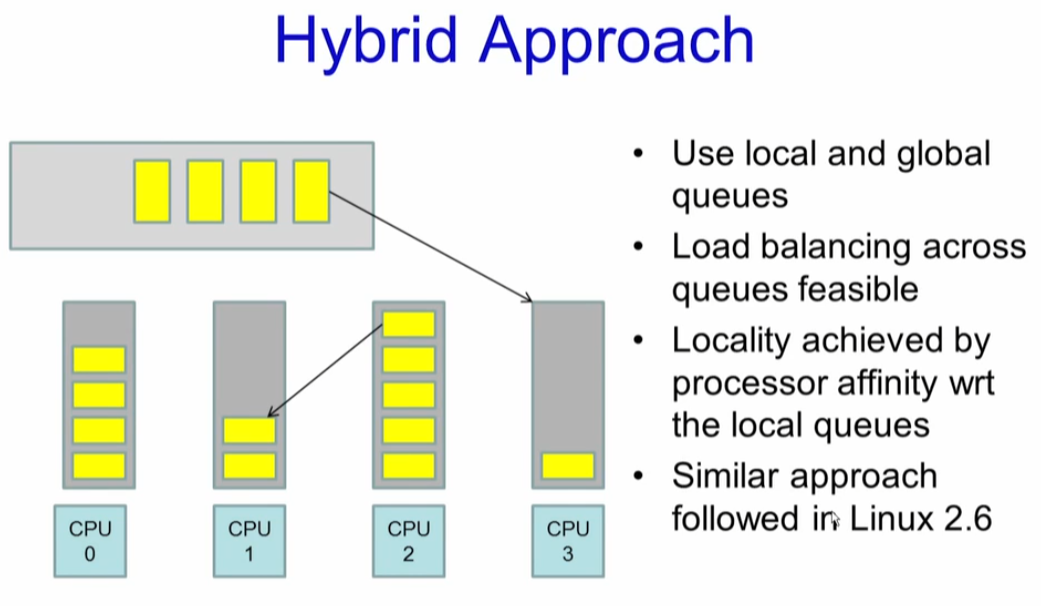 Hybrid Approach
• Use local and global
queues
• Load balancing across
queues feasible
• Locality achieved by
processor affinity wrt
the local queues
• Similar approach
followed in Linux 2.6
CPU
0
CPU
1
CPU
2
CPU
3